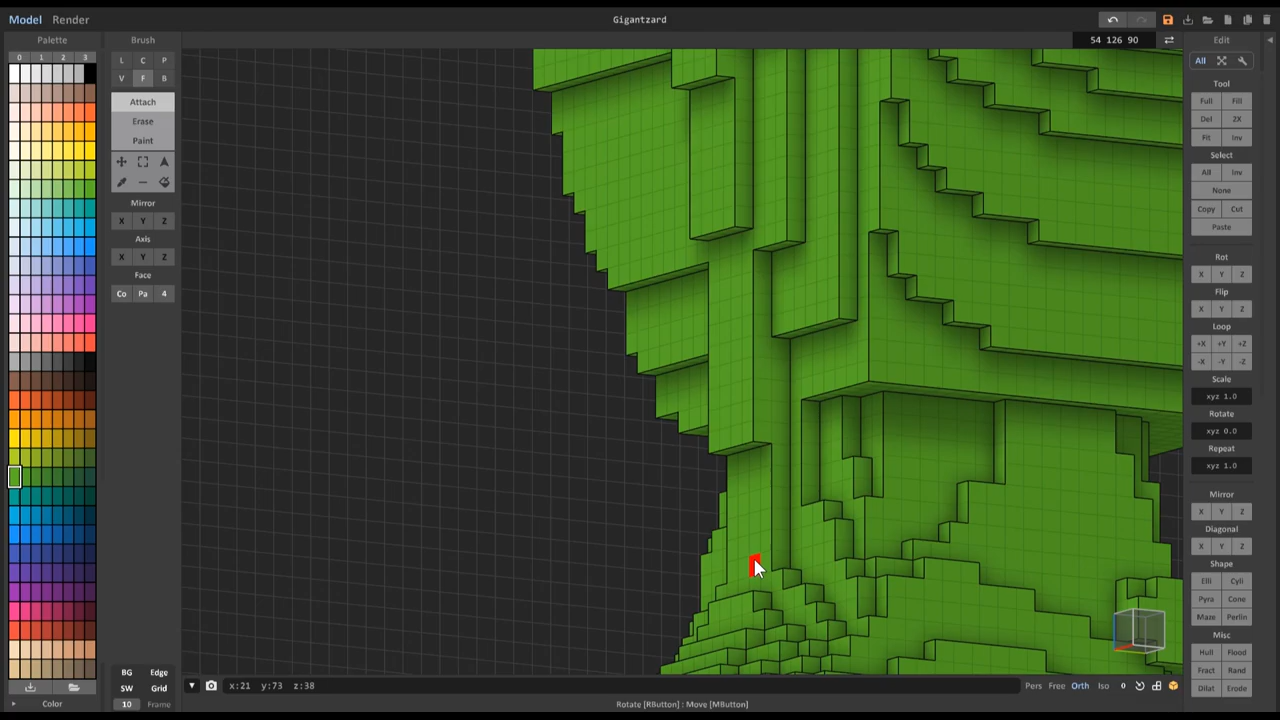 Model Render Gigantzard
Palette Brush 54 126 90 Edit
0 1 2 3 L C P All
V F B
Tool
Attach Full Fill
Erase Del 2X
Paint Fit Inv
Select
All Inv
None
Mirror Copy Cut
X Y Z Paste
Axis
X Y Z Rot
Face X Y Z
Co Pa 4 Flip
X Y Z
Loop
+X +Y +Z
-X -Y -Z
Scale
xyz 1.0
Rotate
xyz 0.0
Repeat
xyz 1.0
Mirror
X Y Z
Diagonal
X Y Z
Shape
Elli Cyli
Pyra Cone
Maze Perlin
Misc
Hull Flood
BG Edge Fract Rand
SW Grid x:21 y:73 z:38 Pers Free Orth Iso 0 Dilat Erode
Color 10 Frame Rotate [RButton] : Move [MButton]